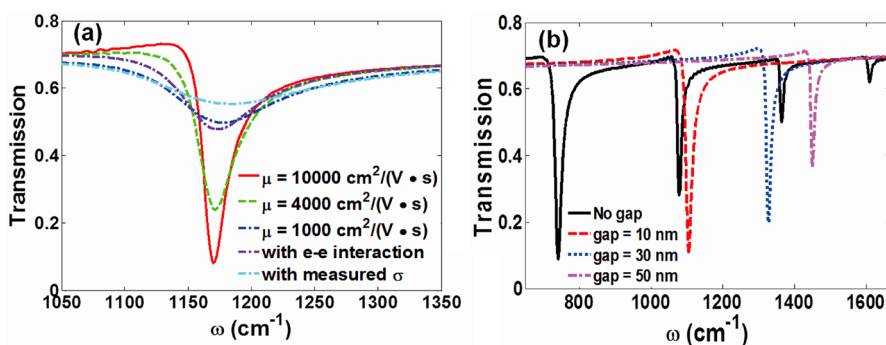 (a)
Transmission
0.8
0.6
0.4
0.2
0
1050 1100 1150 1200 1250 1300 1350
ω (cm-1)
μ = 10000 cm2/(V • s)
μ = 4000 cm2/(V • s)
μ = 1000 cm2/(V • s)
with e-e interaction
with measured σ
(b)
Transmission
0.8
0.6
0.4
0.2
0
800 1000 1200 1400 1600
ω (cm-1)
No gap
gap = 10 nm
gap = 30 nm
gap = 50 nm